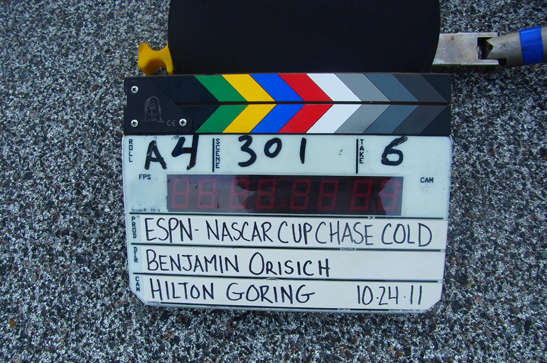 ROLL A4 SCENE 301 TAKE 6
FPS CAM
PROD ESPN- NASCAR CUP CHASE COLD
DIR BENJAMIN ORISICH
CAM HILTON GORING 10·24·11